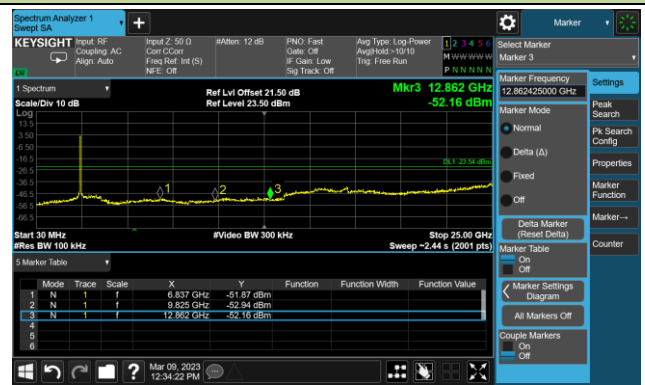 Spectrum Analyzer 1
Swept SA
+
Marker
KEYSIGHT
Input: RF
Coupling: AC
Align: Auto
Input Z: 50 Ω
Corr CCorr
Freq Ref: Int (S)
NFE: Off
#Atten: 12 dB
PNO: Fast
Gate: Off
IF Gain: Low
Sig Track: Off
Avg Type: Log-Power
Avg|Hold:>10/10
Trig: Free Run
1 2 3 4 5 6
M W W W W W
P N N N N N
LXI
Select Marker
Marker 3
1 Spectrum
Scale/Div 10 dB
Log
Ref Lvl Offset 21.50 dB
Ref Level 23.50 dBm
Mkr3 12.862 GHz
-52.16 dBm
13.5
3.50
-6.50
-16.5
-26.5
-36.5
-46.5
-56.5
-66.5
DL1 -23.54 dBm
1
2
3
Start 30 MHz
#Res BW 100 kHz
#Video BW 300 kHz
Stop 25.00 GHz
Sweep ~2.44 s (2001 pts)
5 Marker Table
Mode Trace Scale X Y Function Function Width Function Value
1 N 1 f 6.837 GHz -51.87 dBm
2 N 1 f 9.825 GHz -52.94 dBm
3 N 1 f 12.862 GHz -52.16 dBm
4
5
6
Marker Frequency
12.862425000 GHz
Marker Mode
Normal
Delta (Δ)
Fixed
Off
Delta Marker
(Reset Delta)
Marker Table
On
Off
Marker Settings
Diagram
All Markers Off
Couple Markers
On
Off
Settings
Peak
Search
Pk Search
Config
Properties
Marker
Function
Marker→
Counter
?
Mar 09, 2023
12:34:22 PM